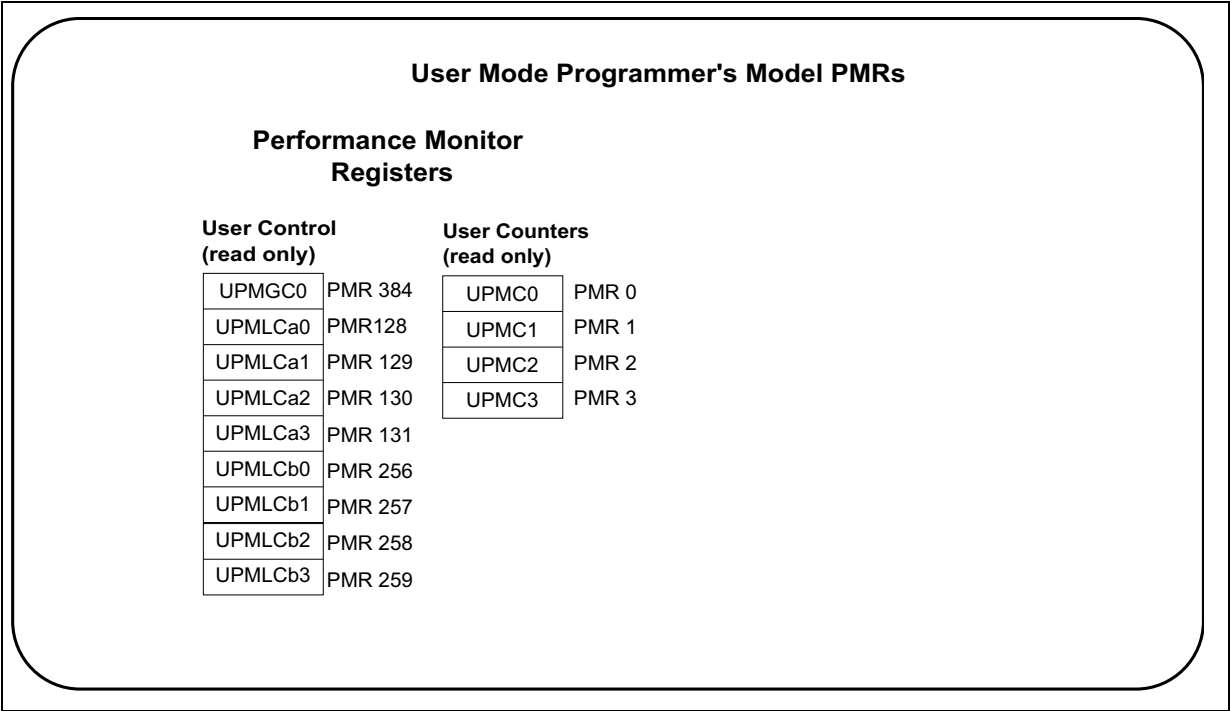 User Mode Programmer's Model PMRs
Performance Monitor
Registers
User Control
(read only)
UPMGC0 PMR 384
UPMLCa0 PMR128
UPMLCa1 PMR 129
UPMLCa2 PMR 130
UPMLCa3 PMR 131
UPMLCb0 PMR 256
UPMLCb1 PMR 257
UPMLCb2 PMR 258
UPMLCb3 PMR 259
User Counters
(read only)
UPMC0 PMR 0
UPMC1 PMR 1
UPMC2 PMR 2
UPMC3 PMR 3